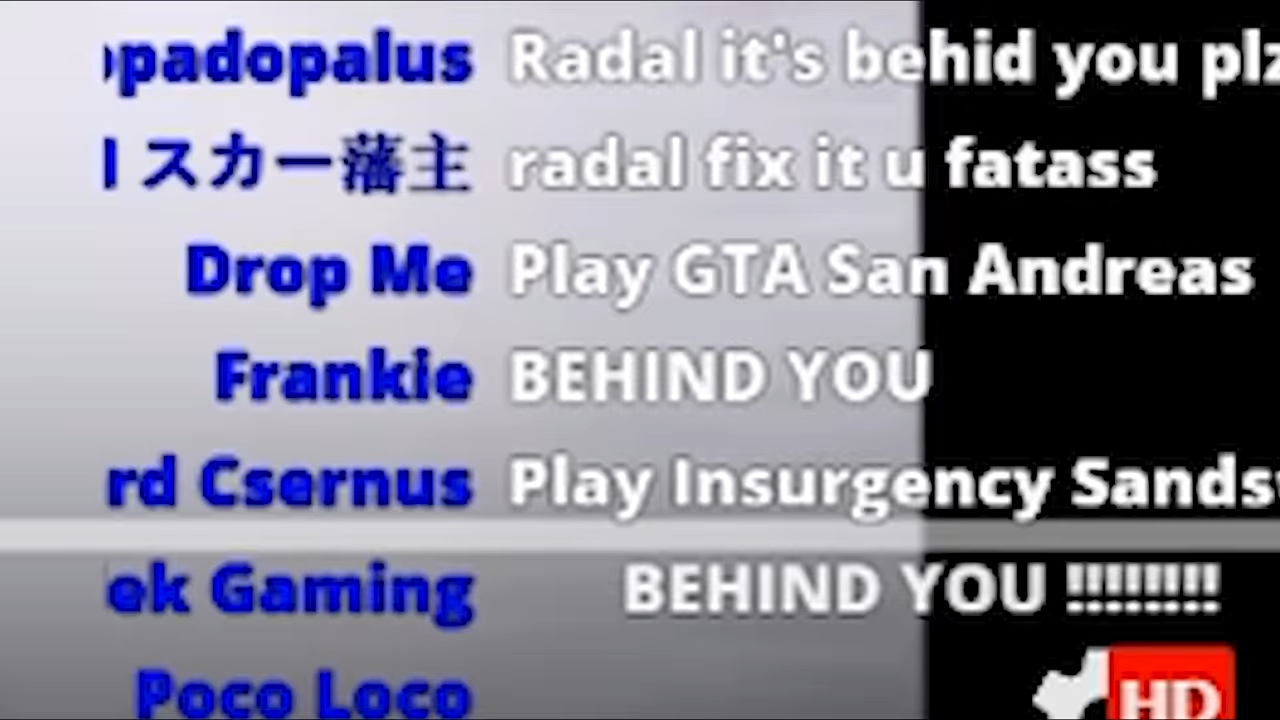 padopalus Radal it's behid you plz
スカー藩主 radal fix it u fatass
Drop Me Play GTA San Andreas
Frankie BEHIND YOU
rd Csernus Play Insurgency Sands
ek Gaming BEHIND YOU !!!!!!!!
Poco Loco
HD